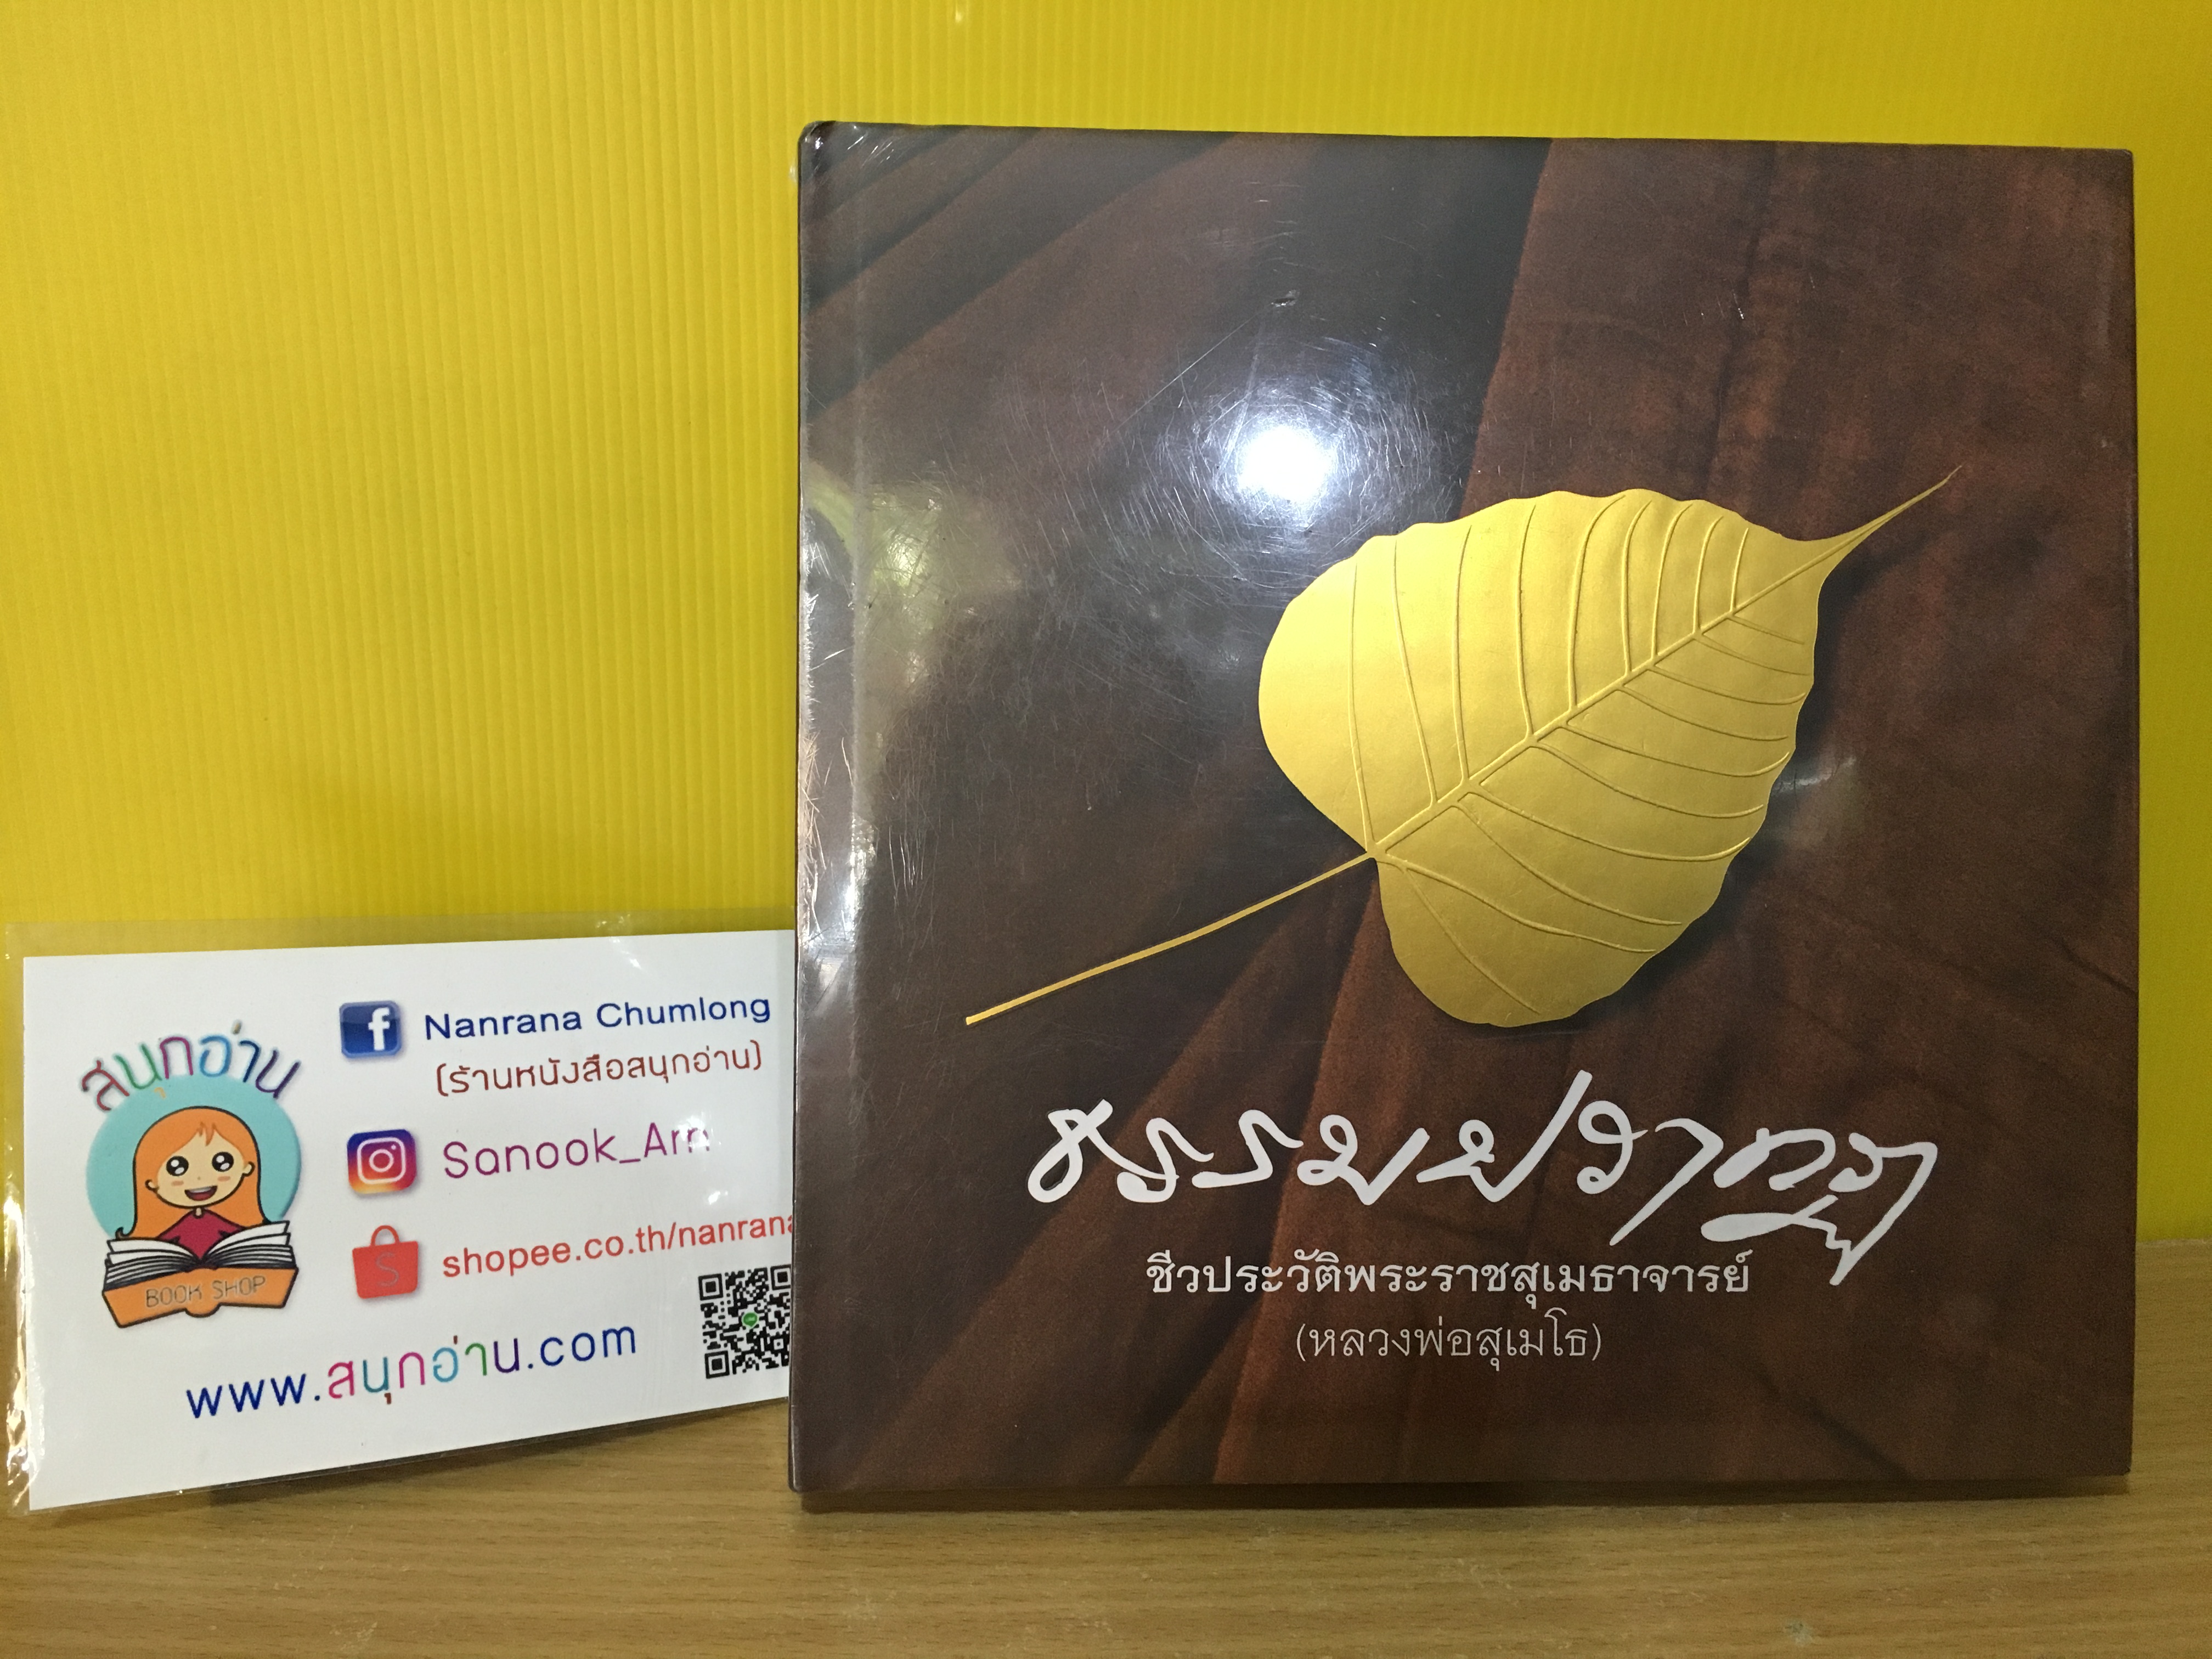 สนุกอ่าน
BOOK SHOP
Nanrana Chumlong
(ร้านหนังสือสนุกอ่าน)
Sanook_Arn
shopee.co.th/nanrana
www.สนุกอ่าน.com
ธรรมปรากฏ
ชีวประวัติพระราชสุเมธาจารย์
(หลวงพ่อสุเมโธ)